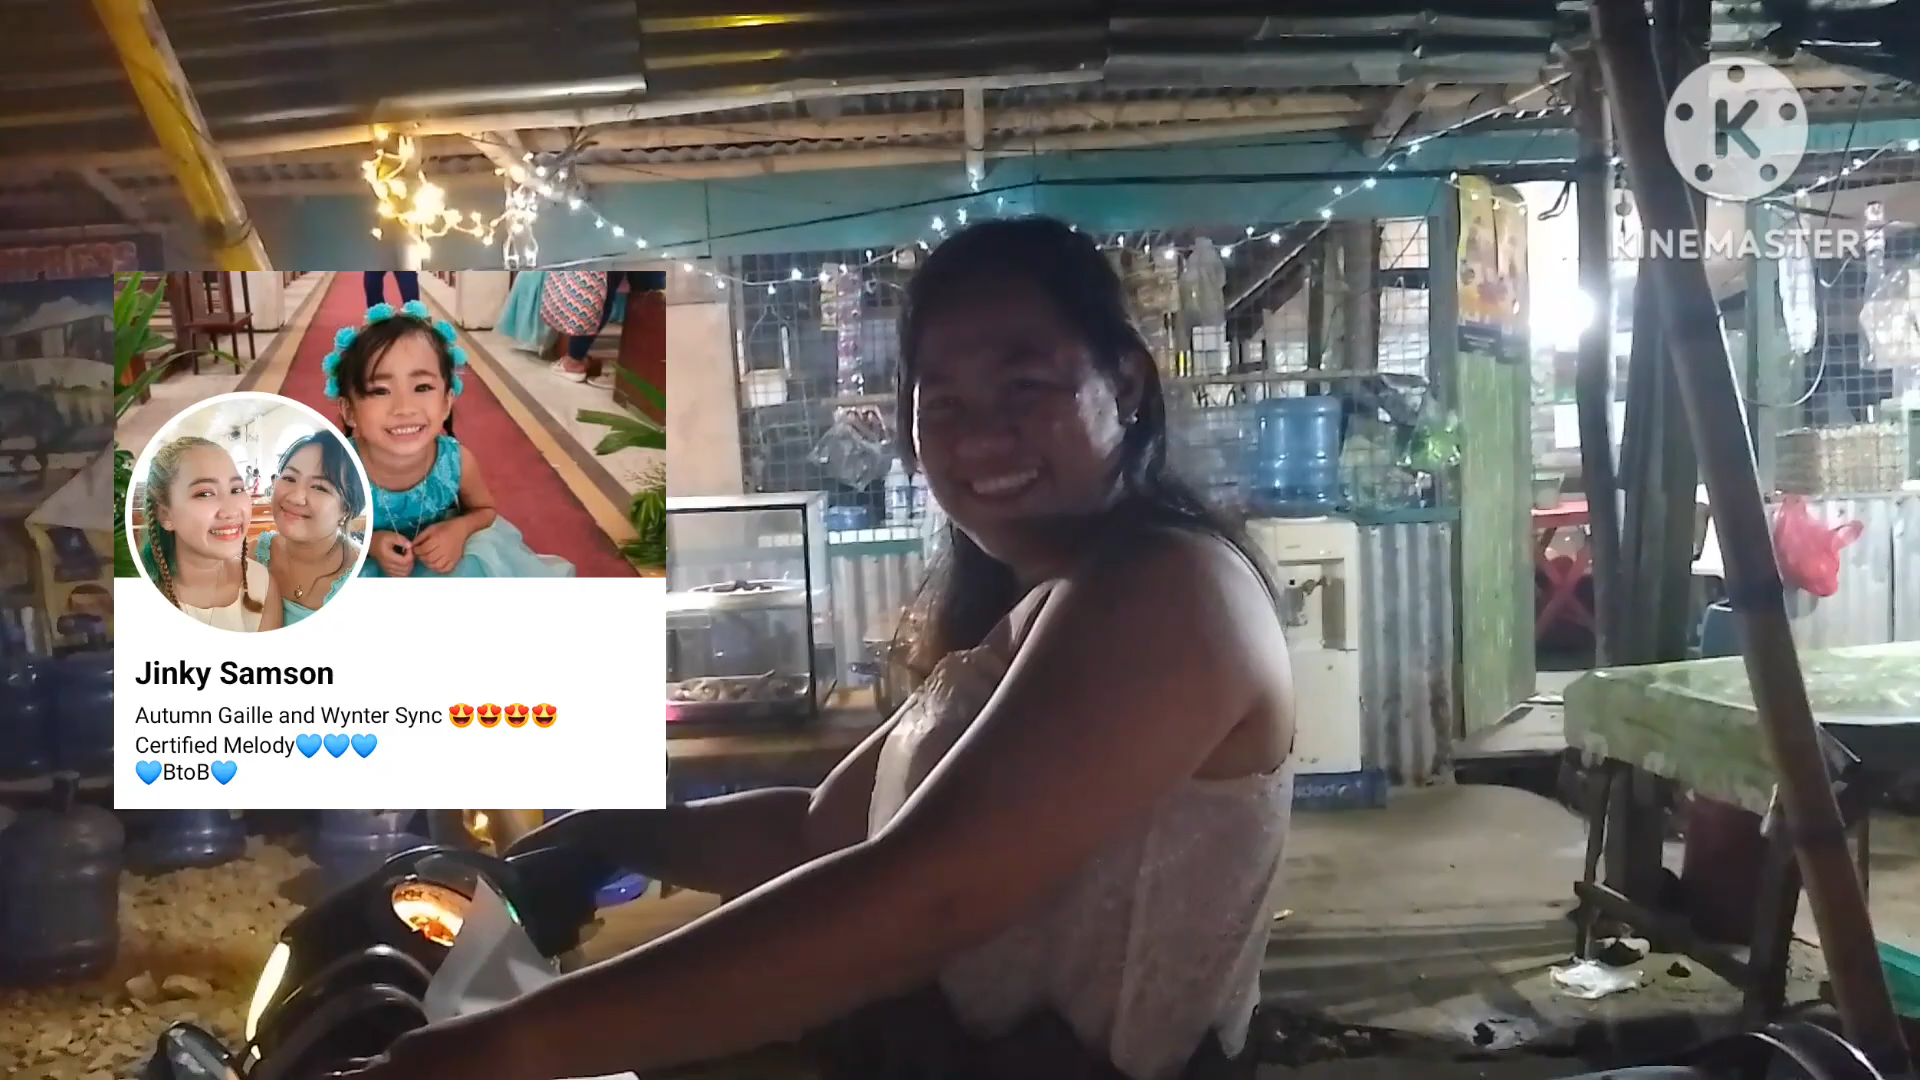 K
KINEMASTER
Jinky Samson
Autumn Gaille and Wynter Sync 😍😍😍😍
Certified Melody💙💙💙
💙BtoB💙